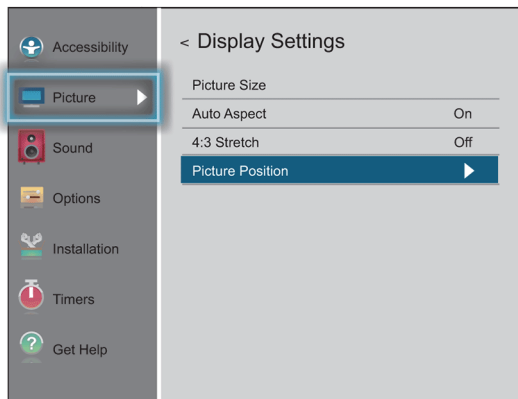 Accessibility
Picture
Sound
Options
Installation
Timers
? Get Help
< Display Settings
Picture Size
Auto Aspect On
4:3 Stretch Off
Picture Position